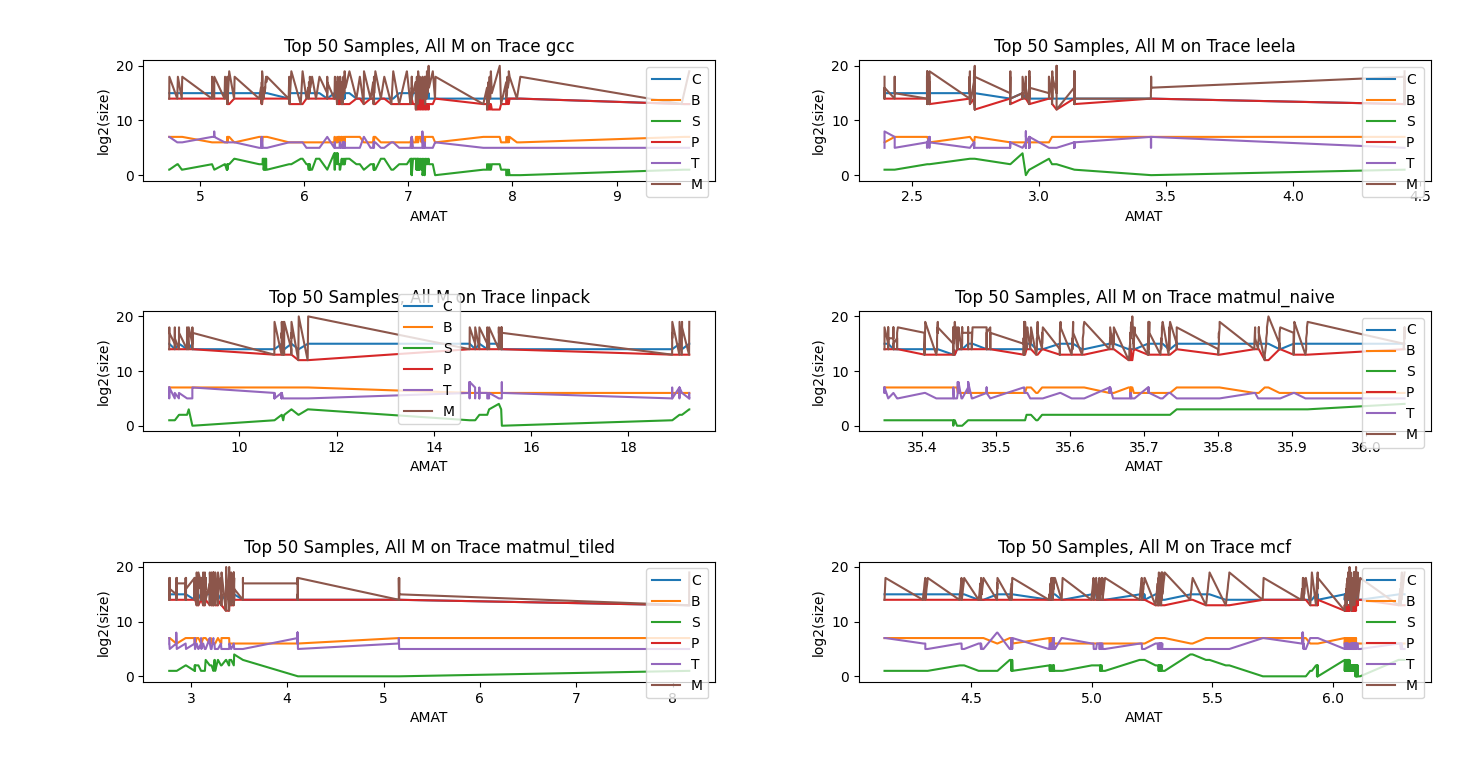 Top 50 Samples, All M on Trace gcc
log2(size)
20
10
0
5
6
7
8
9
AMAT
C
B
S
P
T
M
Top 50 Samples, All M on Trace leela
log2(size)
20
10
0
2.5
3.0
3.5
4.0
4.5
AMAT
C
B
S
P
T
M
Top 50 Samples, All M on Trace linpack
log2(size)
20
10
0
10
12
14
16
18
AMAT
C
B
S
P
T
M
Top 50 Samples, All M on Trace matmul_naive
log2(size)
20
10
0
35.4
35.5
35.6
35.7
35.8
35.9
36.0
AMAT
C
B
S
P
T
M
Top 50 Samples, All M on Trace matmul_tiled
log2(size)
20
10
0
3
4
5
6
7
8
AMAT
C
B
S
P
T
M
Top 50 Samples, All M on Trace mcf
log2(size)
20
10
0
4.5
5.0
5.5
6.0
AMAT
C
B
S
P
T
M